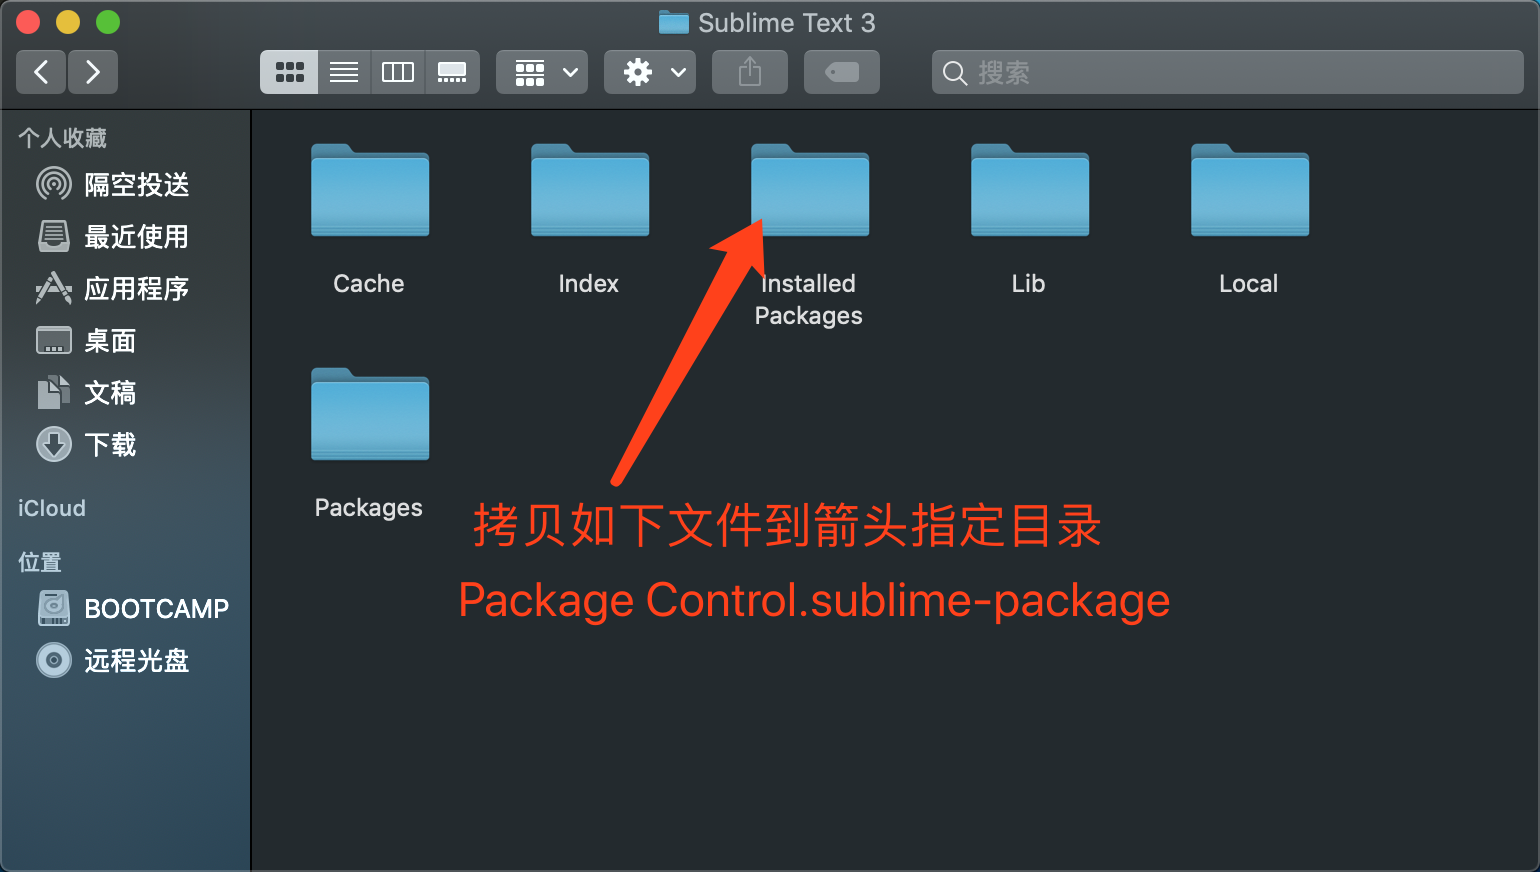 Sublime Text 3
搜索
个人收藏
隔空投送
最近使用
应用程序
桌面
文稿
下载
iCloud
位置
BOOTCAMP
远程光盘
Cache
Index
Installed
Packages
Lib
Local
Packages
拷贝如下文件到箭头指定目录
Package Control.sublime-package